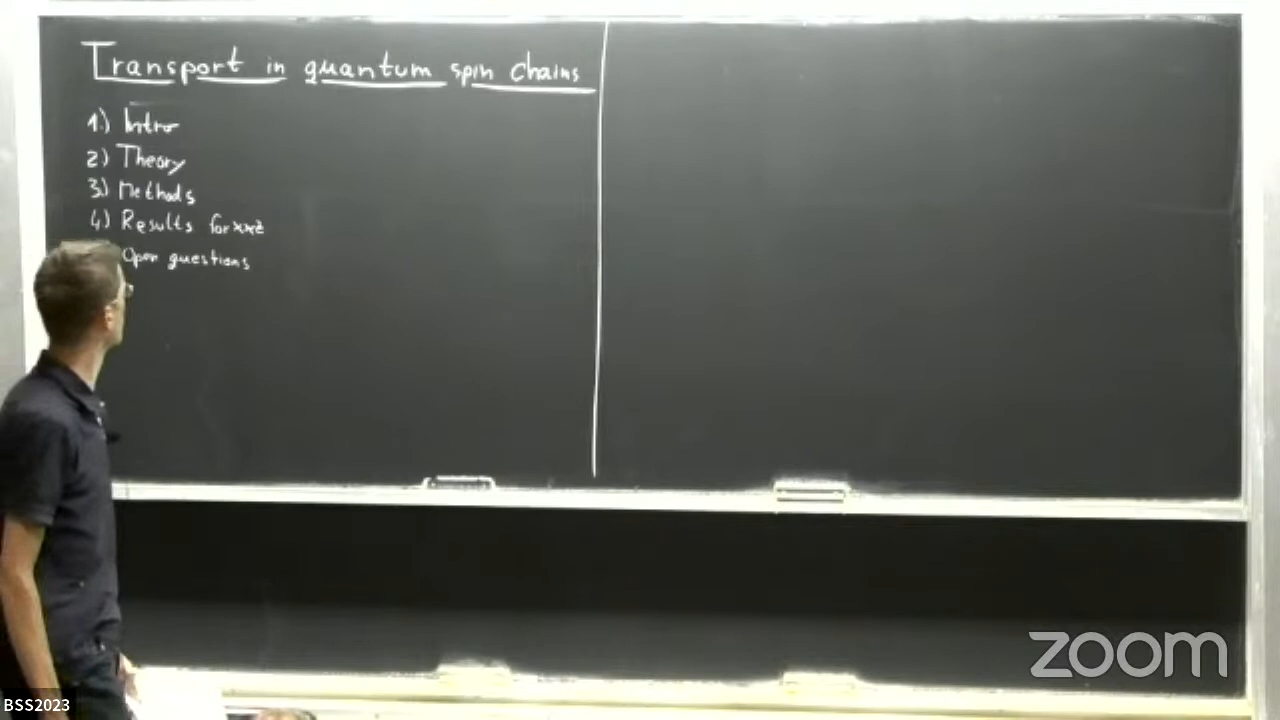 Transport in quantum spin chains
1.) Intro
2) Theory
3.) Methods
4) Results for xxz
Open questions
zoom
BSS2023